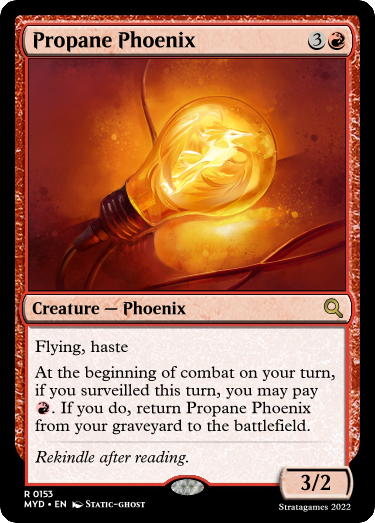 Propane Phoenix 3
Creature — Phoenix
Flying, haste
At the beginning of combat on your turn,
if you surveilled this turn, you may pay
. If you do, return Propane Phoenix
from your graveyard to the battlefield.
Rekindle after reading.
3/2
R 0153
MYD • EN Static-ghost
Stratagames 2022